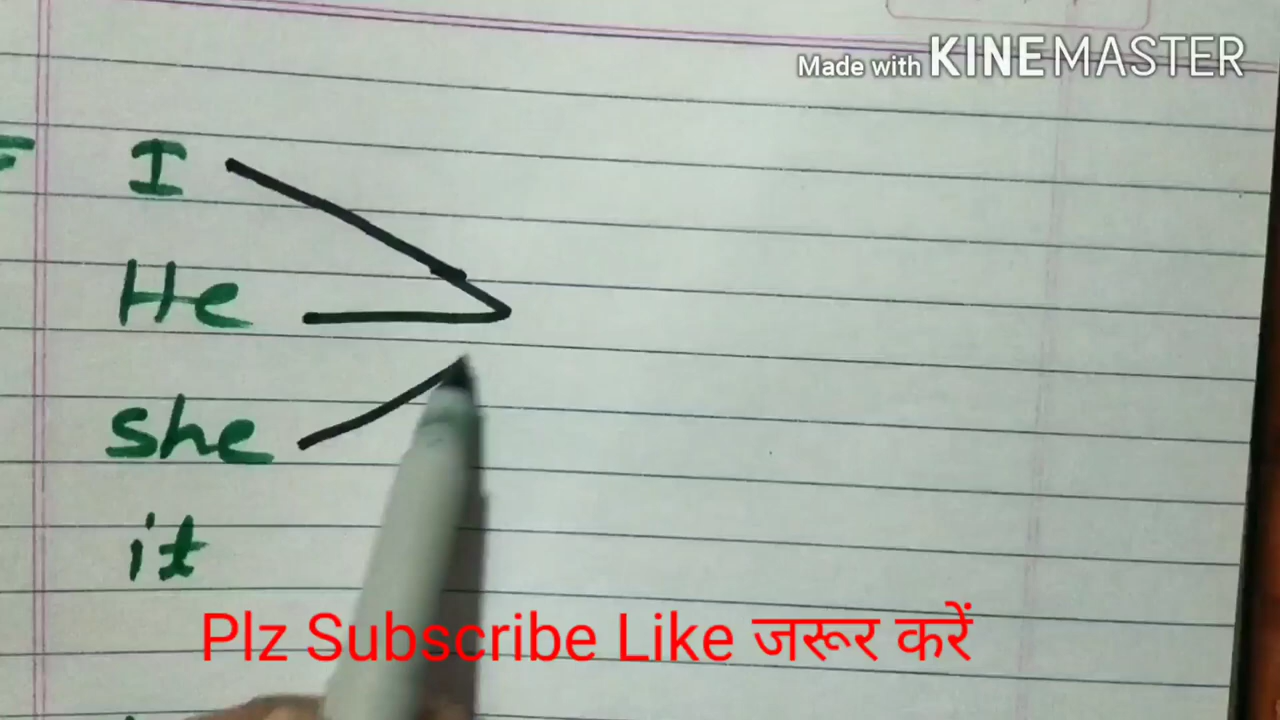 Made with KINEMASTER
I
He
she
it
Plz Subscribe Like जरूर करें